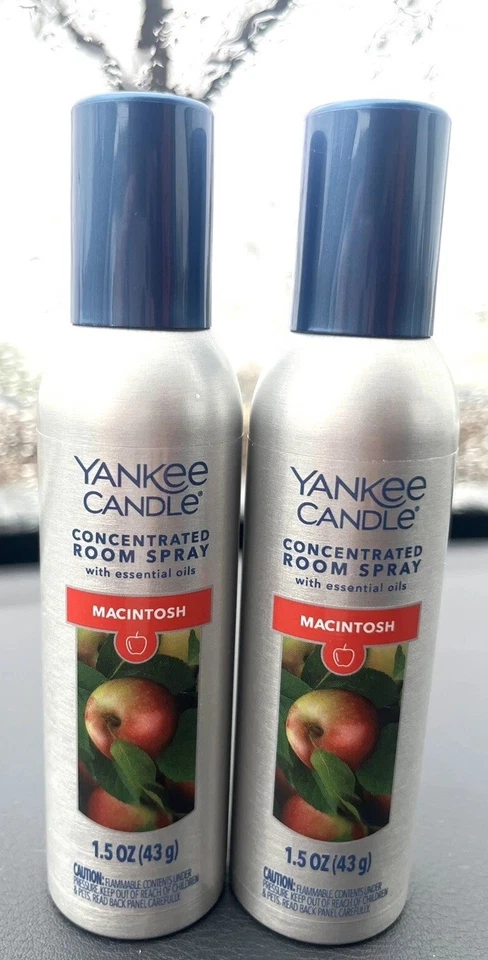 YANKEE
CANDLE®
CONCENTRATED
ROOM SPRAY
with essential oils
MACINTOSH
1.5 OZ (43 g)
CAUTION: FLAMMABLE. CONTENTS UNDER
PRESSURE. KEEP OUT OF REACH OF CHILDREN
& PETS. READ BACK PANEL CAREFULLY.
YANKEE
CANDLE®
CONCENTRATED
ROOM SPRAY
with essential oils
MACINTOSH
1.5 OZ (43 g)
CAUTION: FLAMMABLE. CONTENTS UNDER
PRESSURE. KEEP OUT OF REACH OF CHILDREN
& PETS. READ BACK PANEL CAREFULLY.